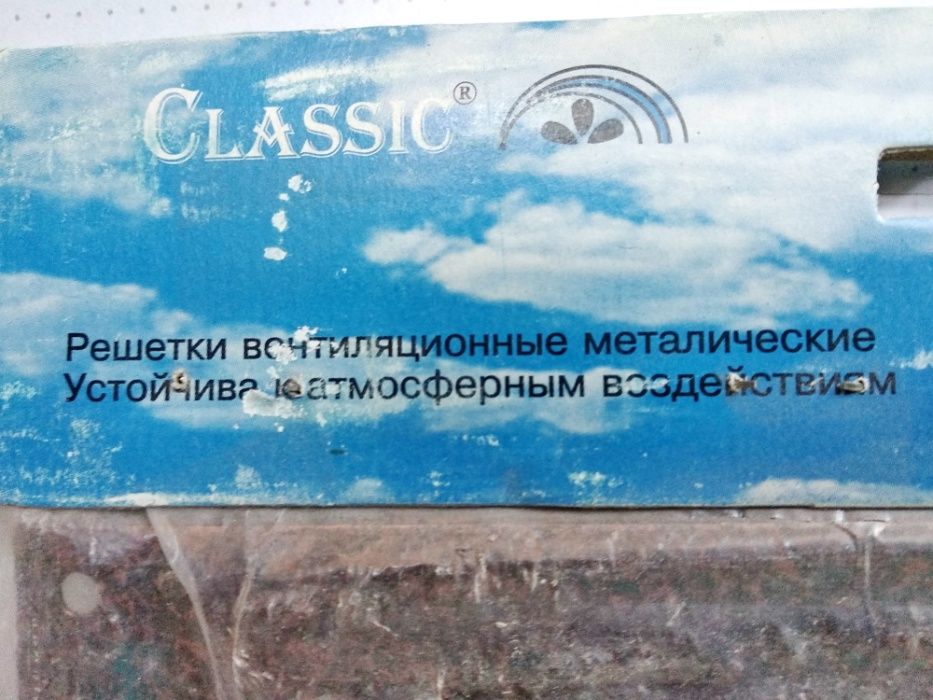 CLASSIC®
Решетки вентиляционные металические
Устойчива к атмосферным воздействиям